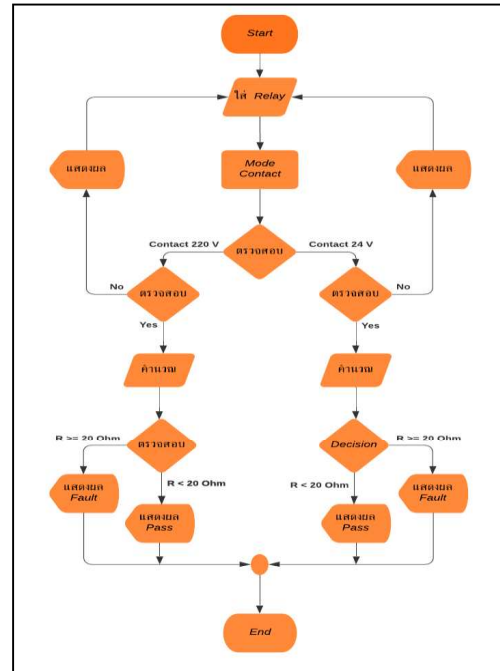 Start
ใส่ Relay
แสดงผล
Mode
Contact
แสดงผล
Contact 220 V
ตรวจสอบ
Contact 24 V
No
ตรวจสอบ
ตรวจสอบ
No
Yes
Yes
คำนวณ
คำนวณ
R >= 20 Ohm
ตรวจสอบ
Decision
R >= 20 Ohm
R < 20 Ohm
R < 20 Ohm
แสดงผล
Fault
แสดงผล
Pass
แสดงผล
Pass
แสดงผล
Fault
End